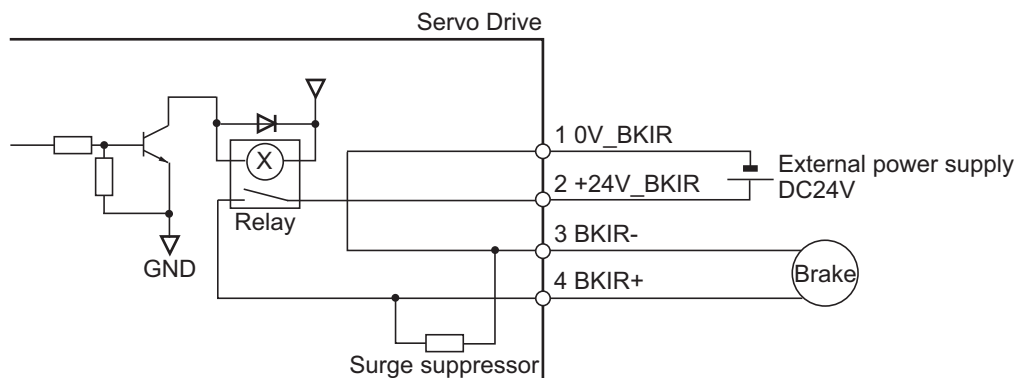 Servo Drive
1 0V_BKIR
External power supply
DC24V
X
2 +24V_BKIR
Relay
3 BKIR-
GND
Brake
4 BKIR+
Surge suppressor